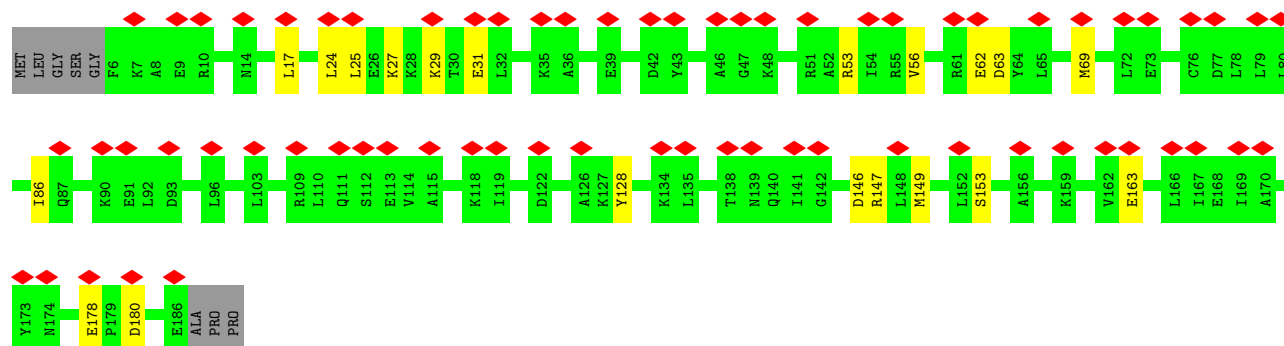 MET LEU GLY SER GLY F6 K7 A8 E9 R10 N14 L17 L24 L25 E26 K27 K28 K29 T30 E31 L32 K35 A36 E39 D42 Y43 A46 G47 K48 R51 A52 R53 I54 R55 V56 R61 E62 D63 Y64 L65 M69 L72 E73 C76 D77 L78 L79 L80
I86 Q87 K90 E91 L92 D93 L96 L103 R109 L110 Q111 S112 E113 V114 A115 K118 I119 D122 A126 K127 Y128 K134 L135 T138 N139 Q140 I141 G142 D146 R147 L148 M149 L152 S153 A156 K159 V162 E163 L166 I167 E168 I169 A170
Y173 N174 E178 P179 D180 E186 ALA PRO PRO